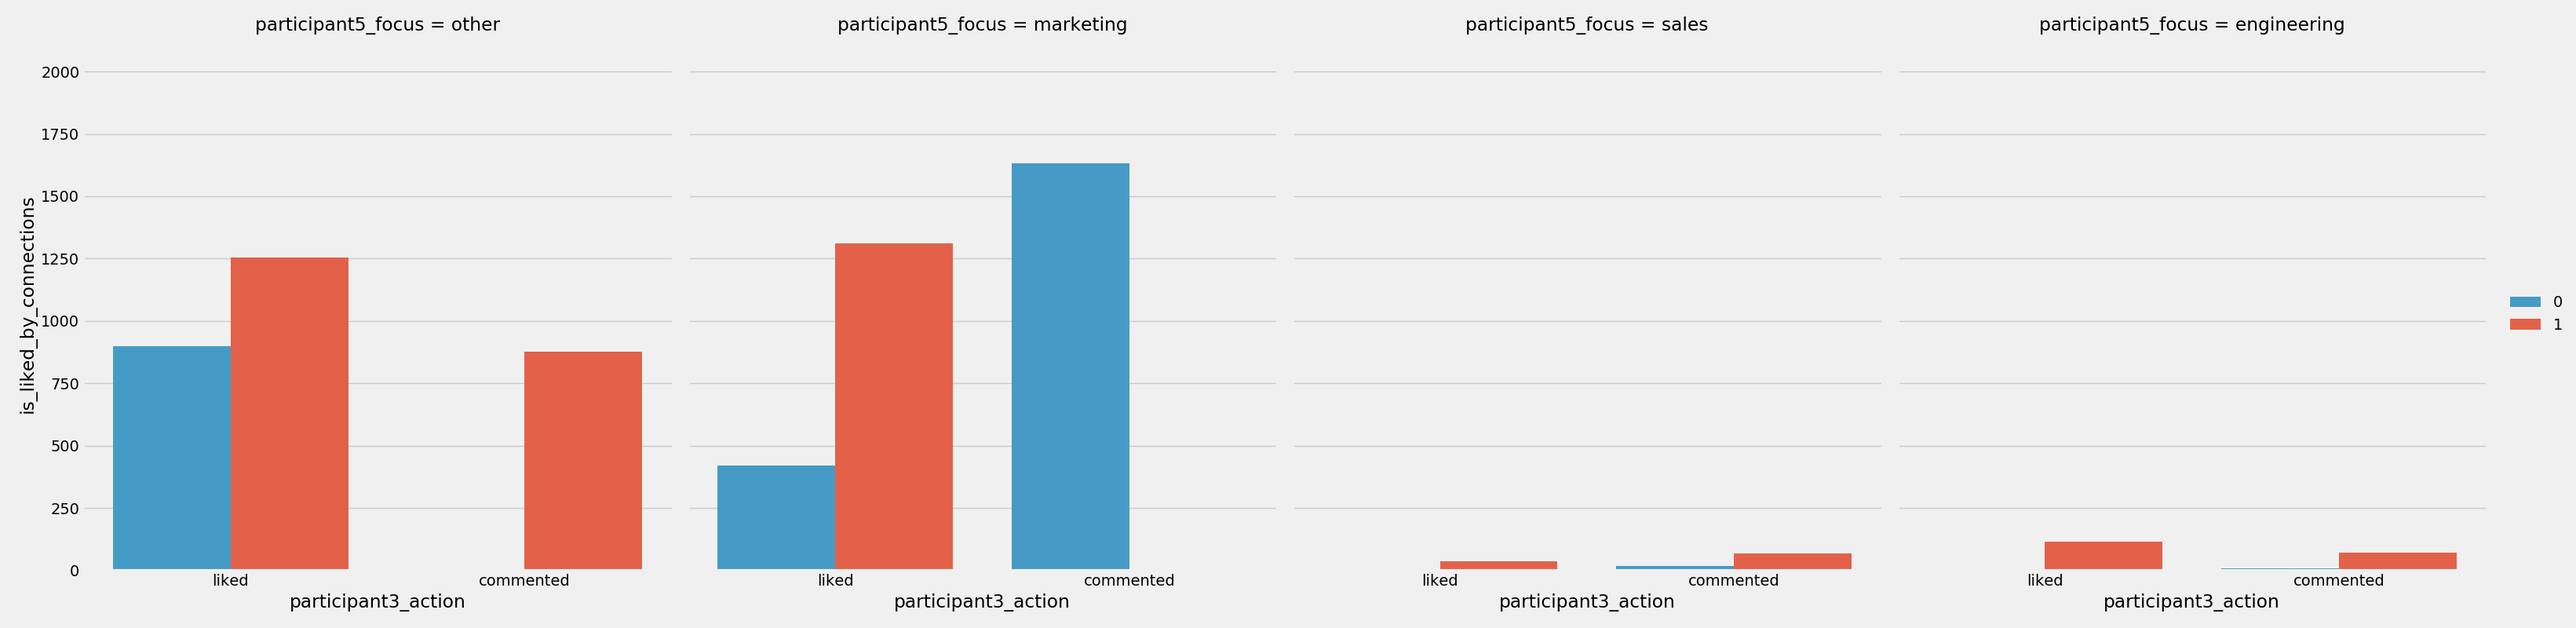 participant5_focus = other
participant5_focus = marketing
participant5_focus = sales
participant5_focus = engineering
is_liked_by_connections
2000
1750
1500
1250
1000
750
500
250
0
liked
commented
liked
commented
liked
commented
liked
commented
participant3_action
participant3_action
participant3_action
participant3_action
0
1